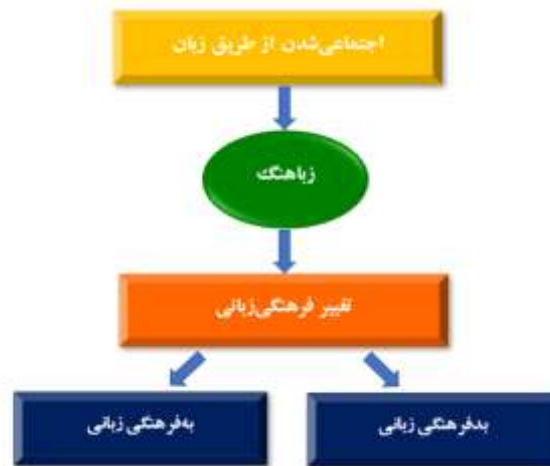 اجتماعی‌شدن از طریق زبان
زباهنگ
تغییر فرهنگی‌زبانی
بدفرهنگی زبانی
به‌فرهنگی زبانی